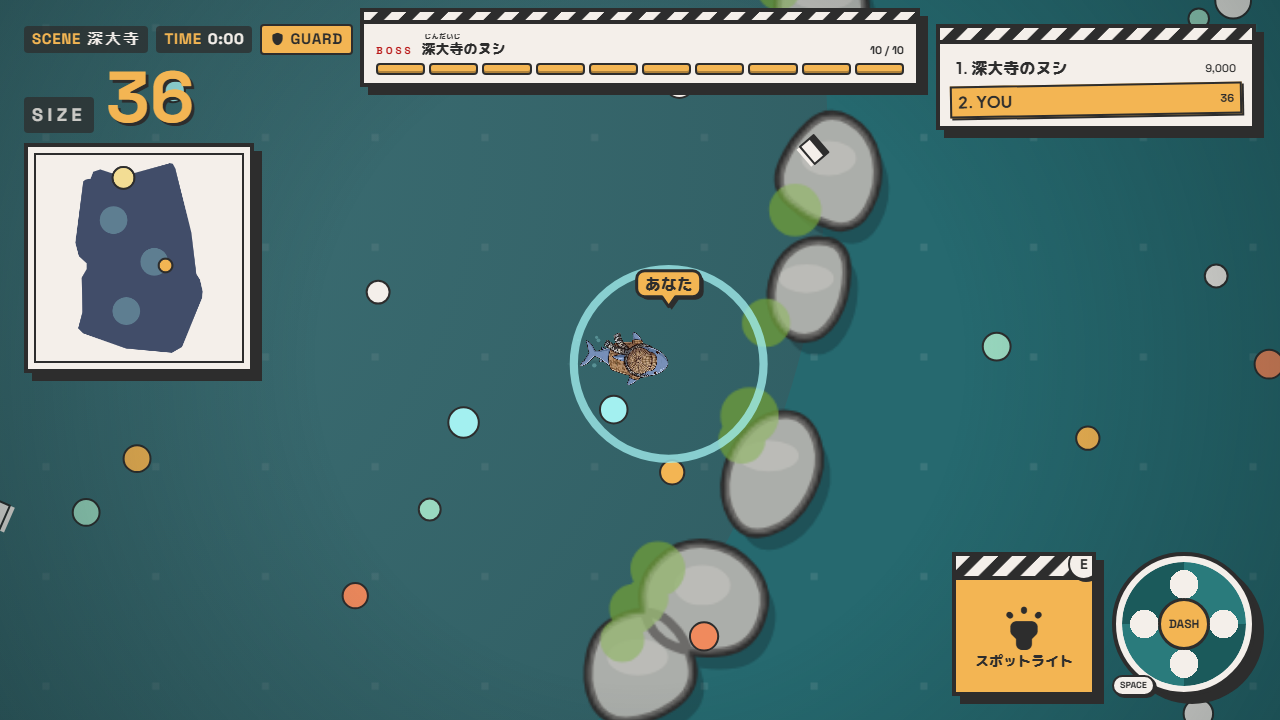 SCENE 深大寺 TIME 0:00 GUARD
SIZE 36
じんだいじ
BOSS 深大寺のヌシ 10 / 10
1. 深大寺のヌシ 9,000
2. YOU 36
あなた
E
スポットライト
DASH
SPACE